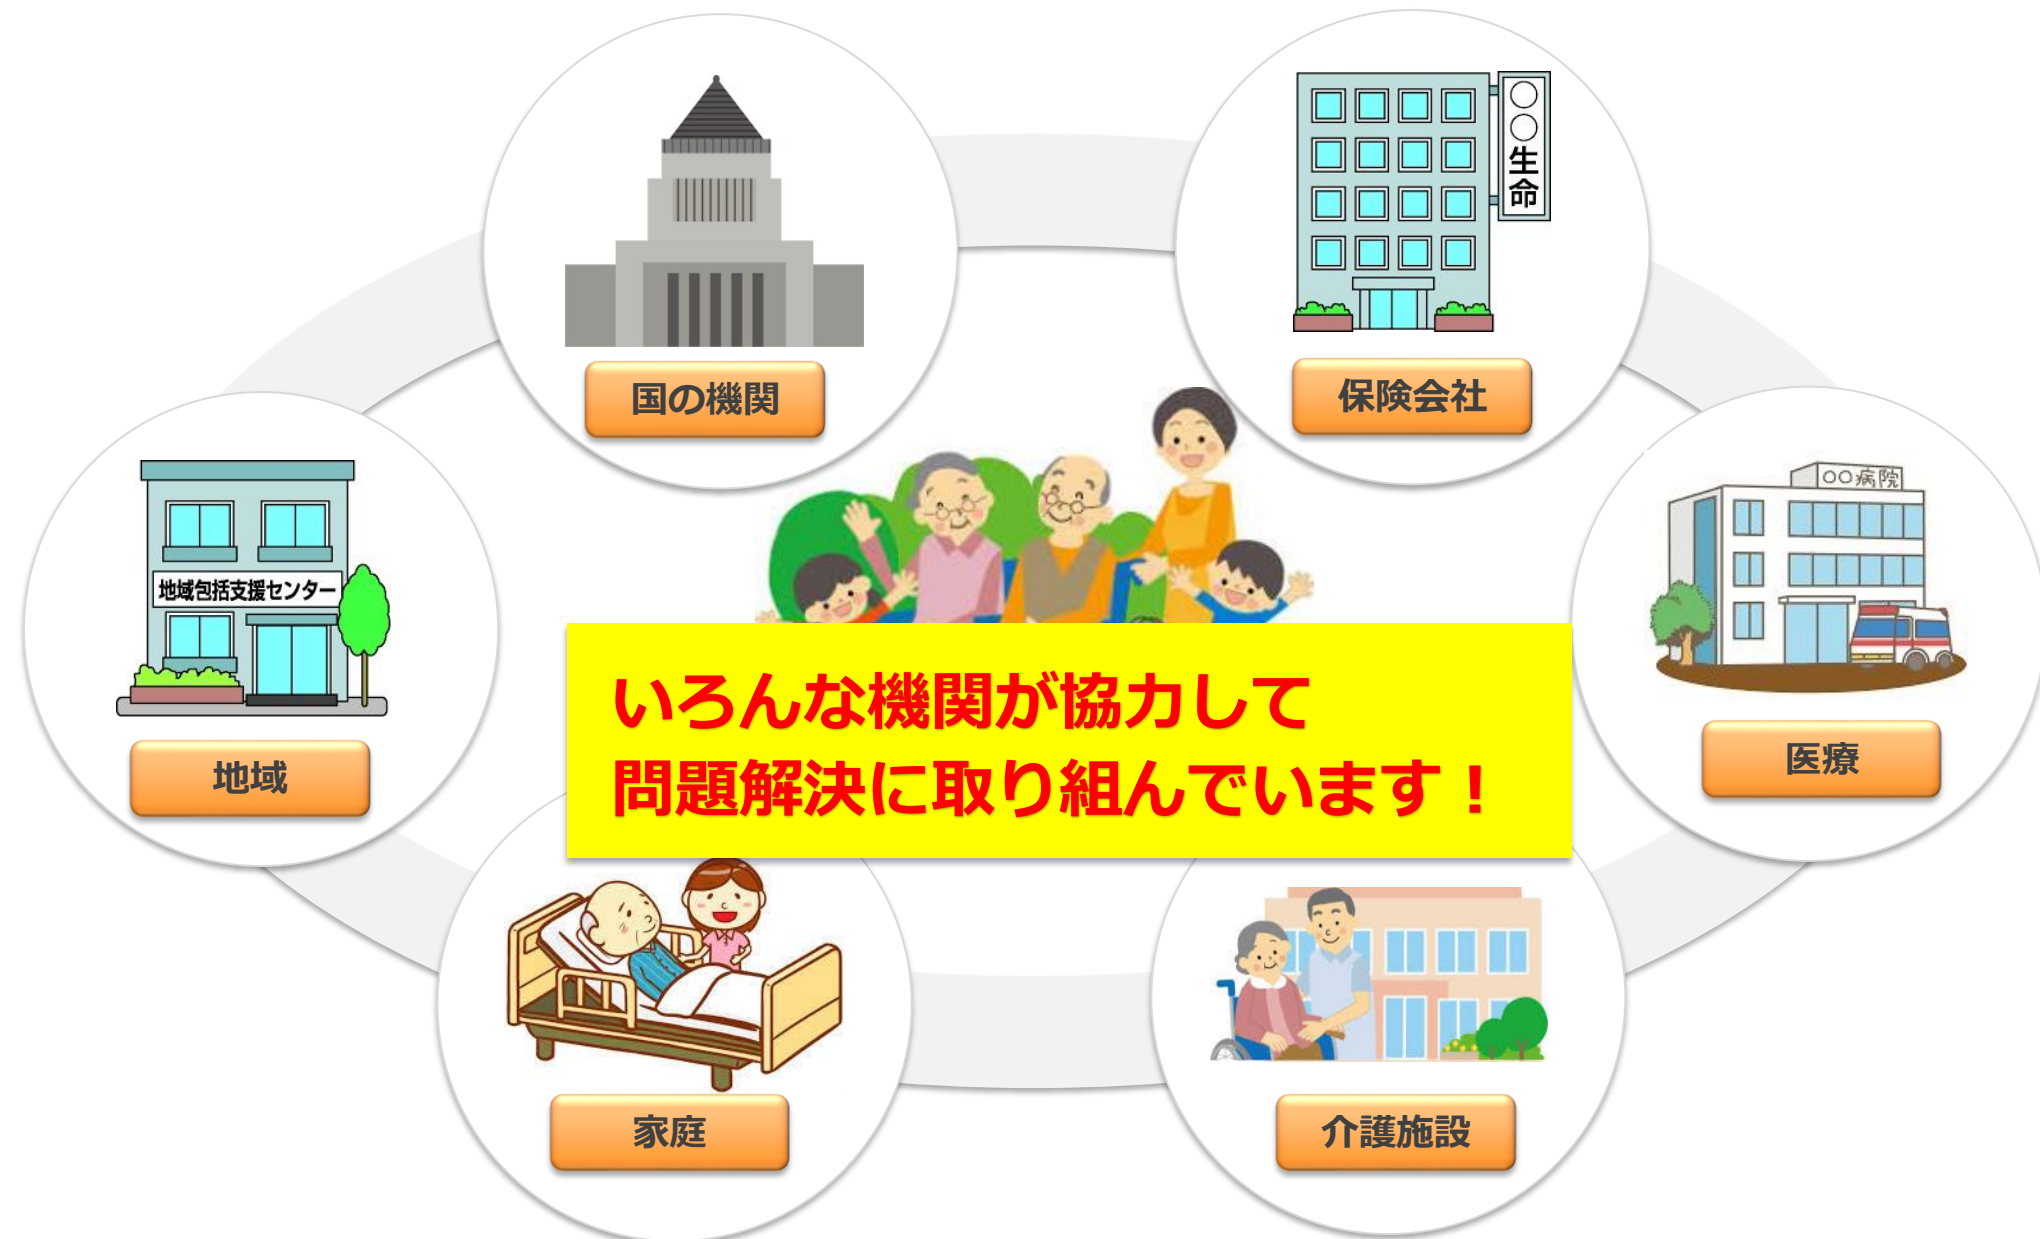 ○○生命
国の機関
保険会社
○○病院
地域包括支援センター
いろんな機関が協力して
問題解決に取り組んでいます！
地域
医療
家庭
介護施設